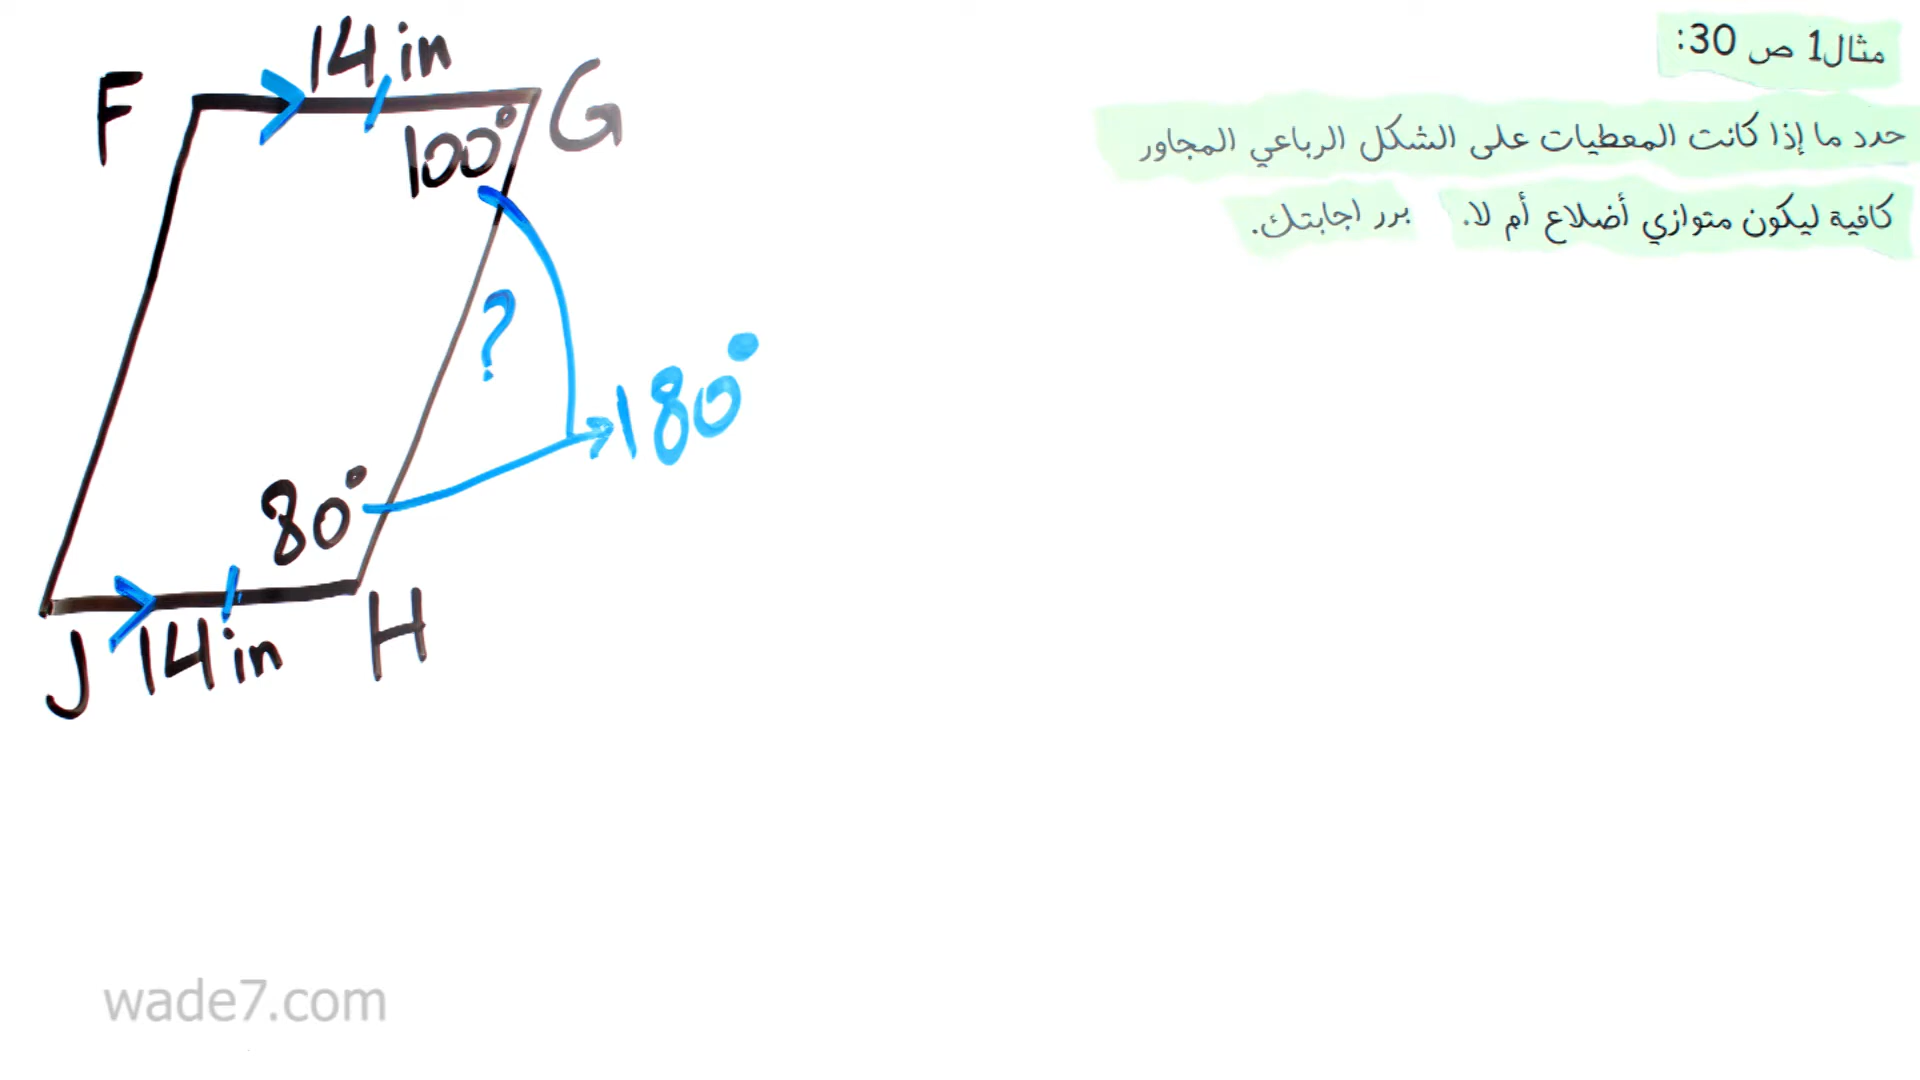 مثال1 ص 30:
حدد ما إذا كانت المعطيات على الشكل الرباعي المجاور
كافية ليكون متوازي أضلاع أم لا. برر اجابتك.
14 in
F
G
100°
?
180°
80°
J
14 in
H
wade7.com